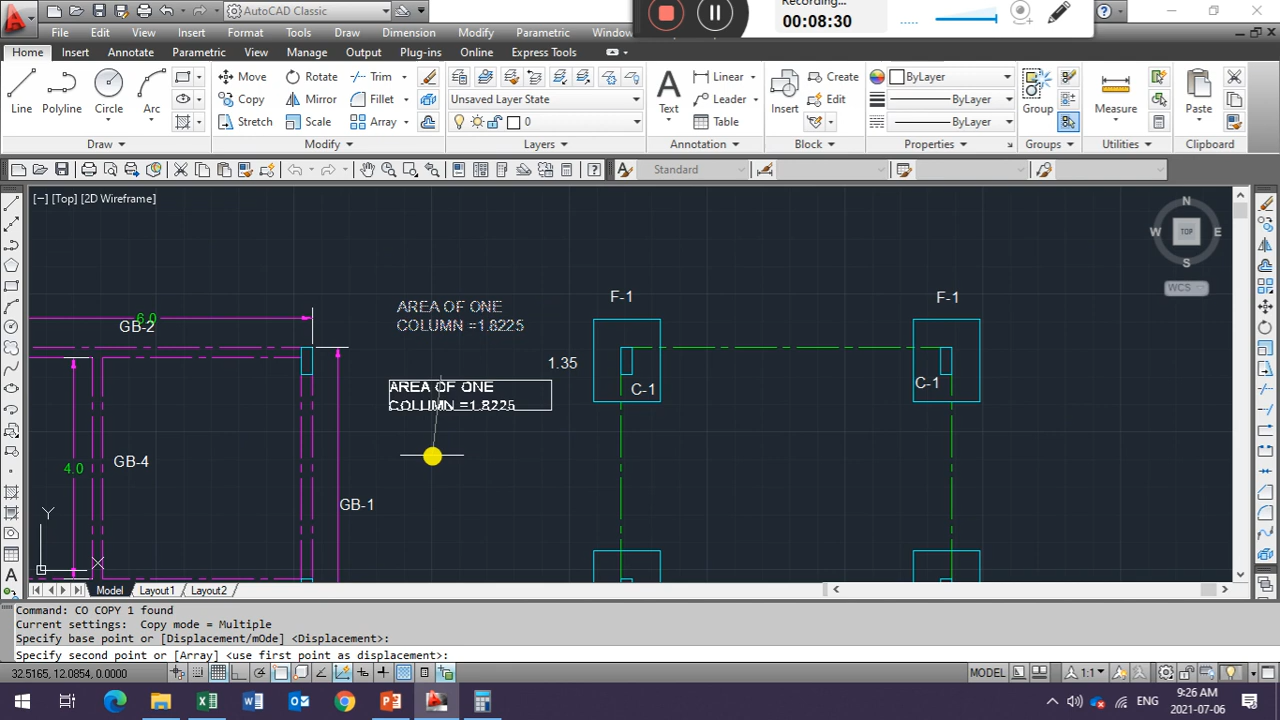 AutoCAD Classic
Recording...
00:08:30
File
Edit
View
Insert
Format
Tools
Draw
Dimension
Modify
Parametric
Window
Home
Insert
Annotate
Parametric
View
Manage
Output
Plug-ins
Online
Express Tools
Line
Polyline
Circle
Arc
Draw
Move
Rotate
Trim
Copy
Mirror
Fillet
Stretch
Scale
Array
Modify
Unsaved Layer State
0
Layers
Text
Linear
Leader
Table
Annotation
Insert
Create
Edit
Block
ByLayer
ByLayer
ByLayer
Properties
Group
Groups
Measure
Utilities
Paste
Clipboard
Standard
[−] [Top] [2D Wireframe]
N
W
TOP
E
S
WCS
6.0
GB-2
AREA OF ONE
COLUMN =1.8225
AREA OF ONE
COLUMN =1.8225
1.35
F-1
F-1
C-1
C-1
GB-4
4.0
GB-1
Y
X
Model
Layout1
Layout2
Command: CO COPY 1 found
Current settings:  Copy mode = Multiple
Specify base point or [Displacement/mOde] <Displacement>:
Specify second point or [Array] <use first point as displacement>:
32.5165, 12.0854, 0.0000
MODEL
1:1
ENG
9:26 AM
2021-07-06